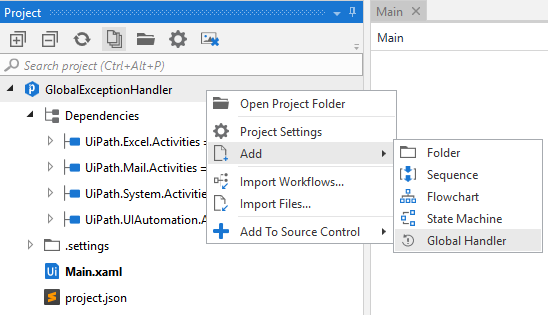 Project
Main
Search project (Ctrl+Alt+P)
Main
GlobalExceptionHandler
Dependencies
UiPath.Excel.Activities =
UiPath.Mail.Activities =
UiPath.System.Activities
UiPath.UIAutomation.A
.settings
Main.xaml
project.json
Open Project Folder
Project Settings
Add
Import Workflows...
Import Files...
Add To Source Control
Folder
Sequence
Flowchart
State Machine
Global Handler